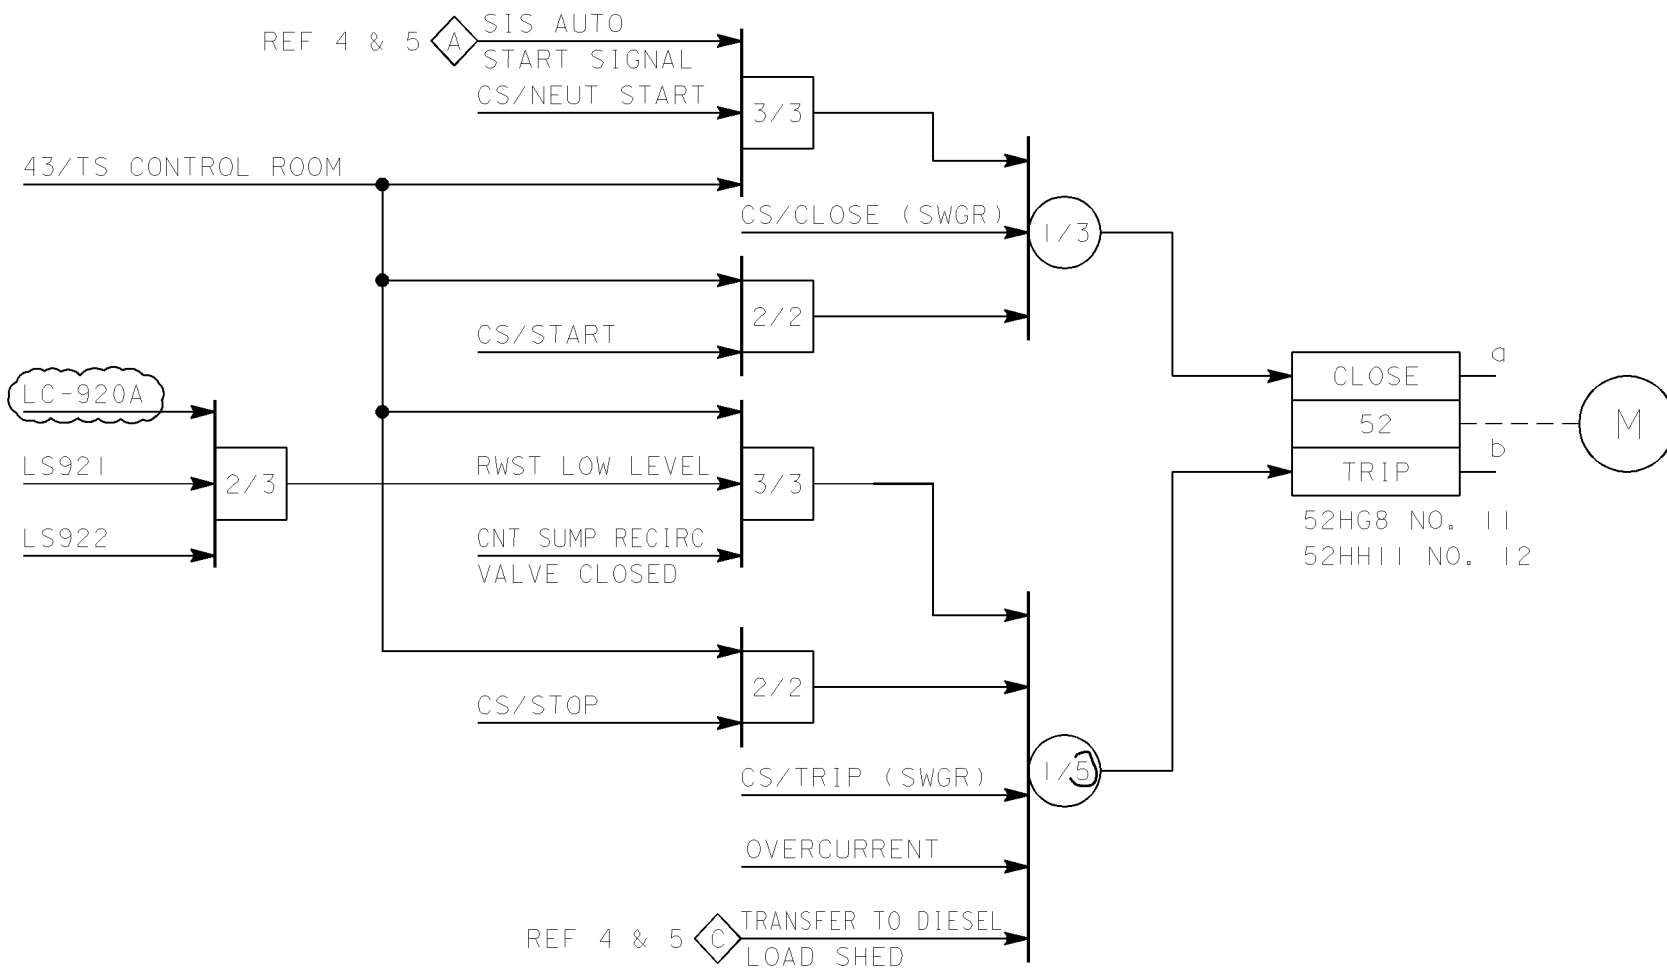 SIS AUTO
REF 4 & 5 A
START SIGNAL
CS/NEUT START
3/3
43/TS CONTROL ROOM
CS/CLOSE (SWGR)
1/3
CS/START
2/2
a
CLOSE
LC-920A
52
M
b
LS921
RWST LOW LEVEL
TRIP
2/3
3/3
52HG8 NO. 11
LS922
CNT SUMP RECIRC
52HH11 NO. 12
VALVE CLOSED
2/2
CS/STOP
CS/TRIP (SWGR)
1/5
OVERCURRENT
TRANSFER TO DIESEL
REF 4 & 5 C
LOAD SHED